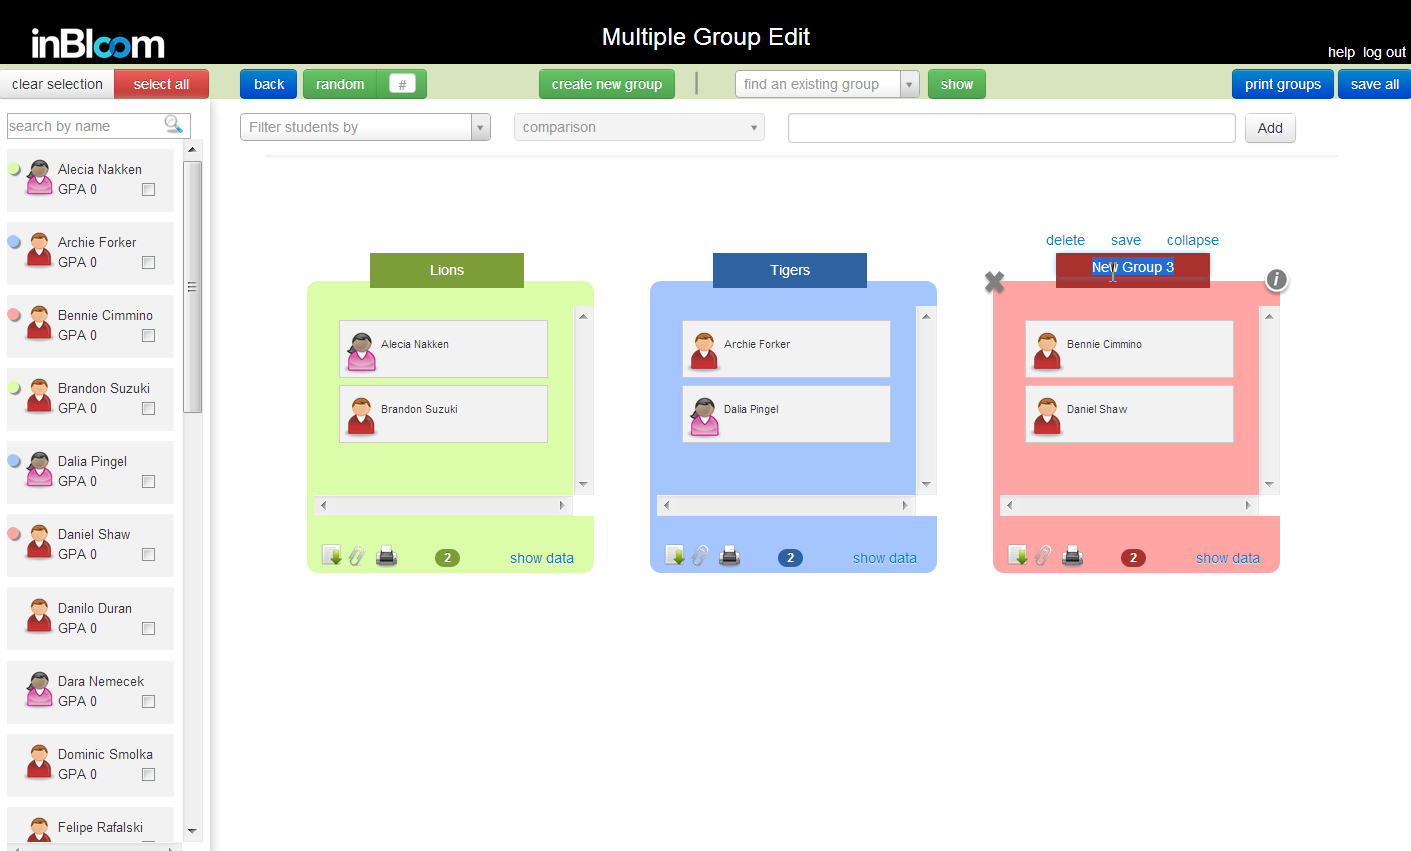 inBloom
Multiple Group Edit
help log out
clear selection select all back random # create new group | find an existing group show print groups save all
search by name Filter students by comparison Add
Alecia Nakken
GPA 0
Archie Forker
GPA 0
Bennie Cimmino
GPA 0
Brandon Suzuki
GPA 0
Dalia Pingel
GPA 0
Daniel Shaw
GPA 0
Danilo Duran
GPA 0
Dara Nemecek
GPA 0
Dominic Smolka
GPA 0
Felipe Rafalski
Lions
Alecia Nakken
Brandon Suzuki
2 show data
Tigers
Archie Forker
Dalia Pingel
2 show data
delete save collapse
New Group 3
i
Bennie Cimmino
Daniel Shaw
2 show data